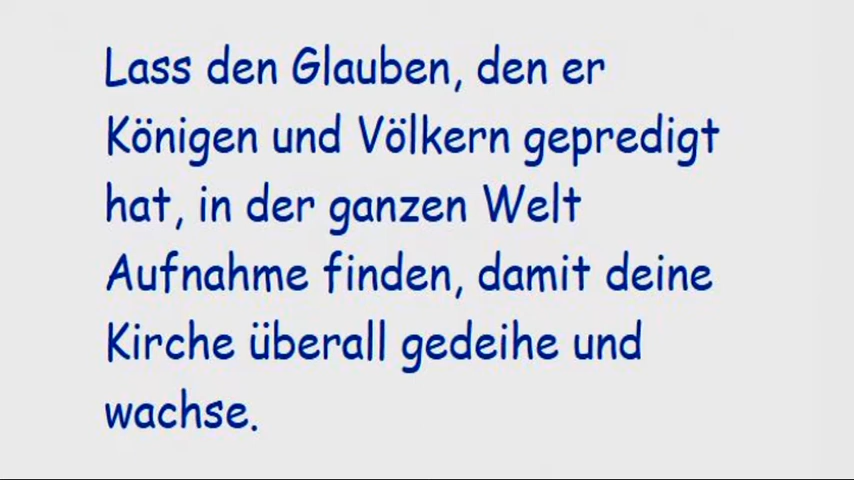 Lass den Glauben, den er
Königen und Völkern gepredigt
hat, in der ganzen Welt
Aufnahme finden, damit deine
Kirche überall gedeihe und
wachse.